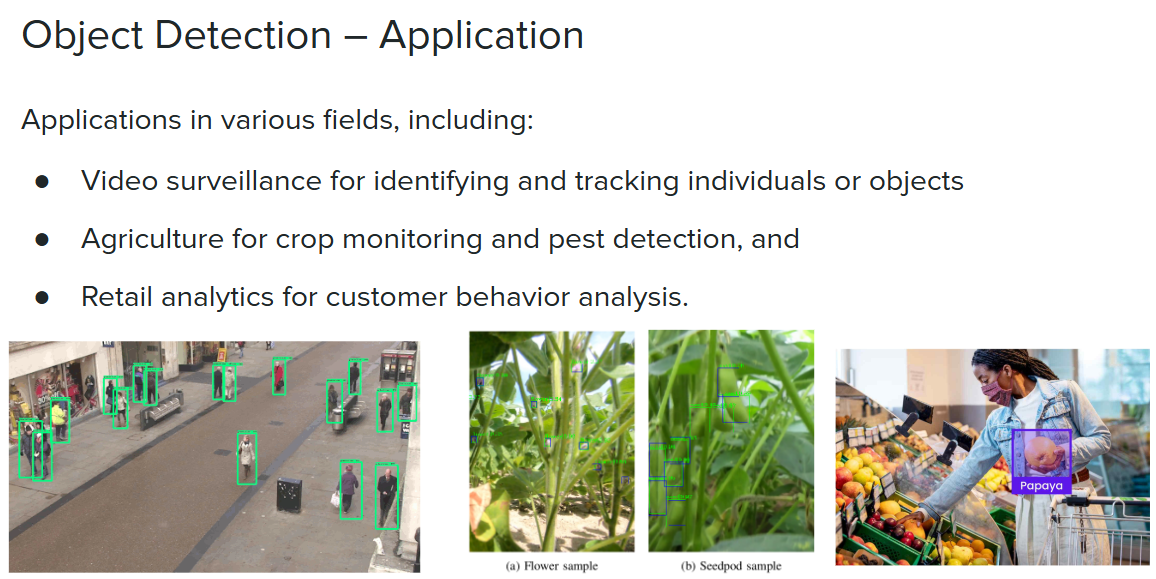 Object Detection – Application
Applications in various fields, including:
● Video surveillance for identifying and tracking individuals or objects
● Agriculture for crop monitoring and pest detection, and
● Retail analytics for customer behavior analysis.
Papaya
(a) Flower sample
(b) Seedpod sample